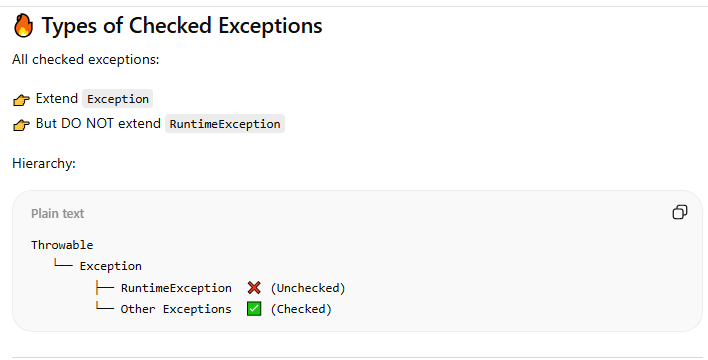 🔥 Types of Checked Exceptions
All checked exceptions:
👉 Extend Exception
👉 But DO NOT extend RuntimeException
Hierarchy:
Plain text
Throwable
└── Exception
├── RuntimeException ❌ (Unchecked)
└── Other Exceptions ✅ (Checked)